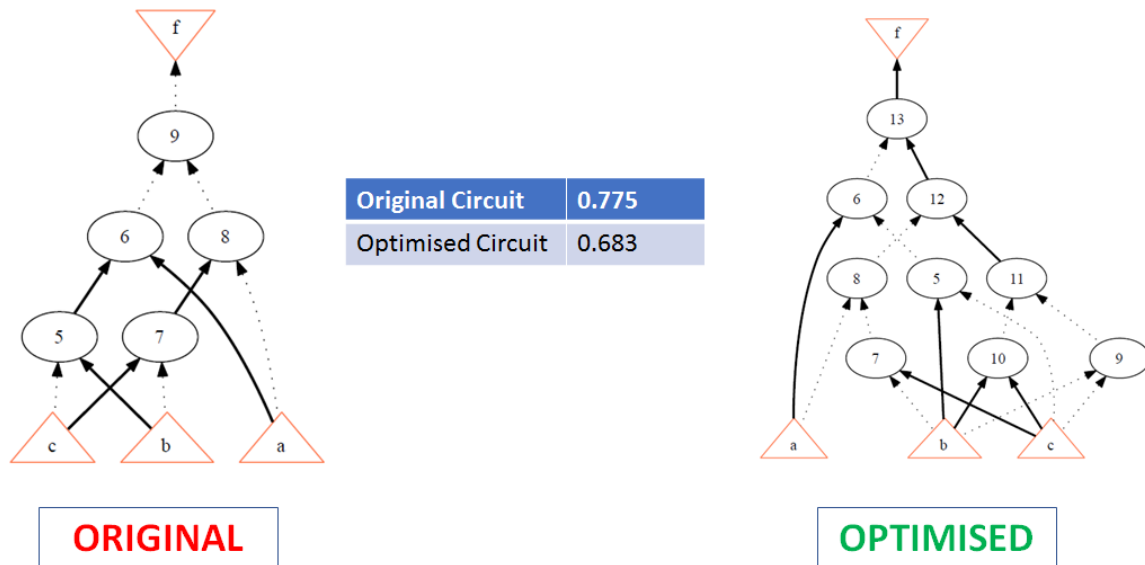 f
9
6 8
5 7
c b a
ORIGINAL
Original Circuit 0.775
Optimised Circuit 0.683
f
13
6 12
8 5 11
7 10 9
a b c
OPTIMISED